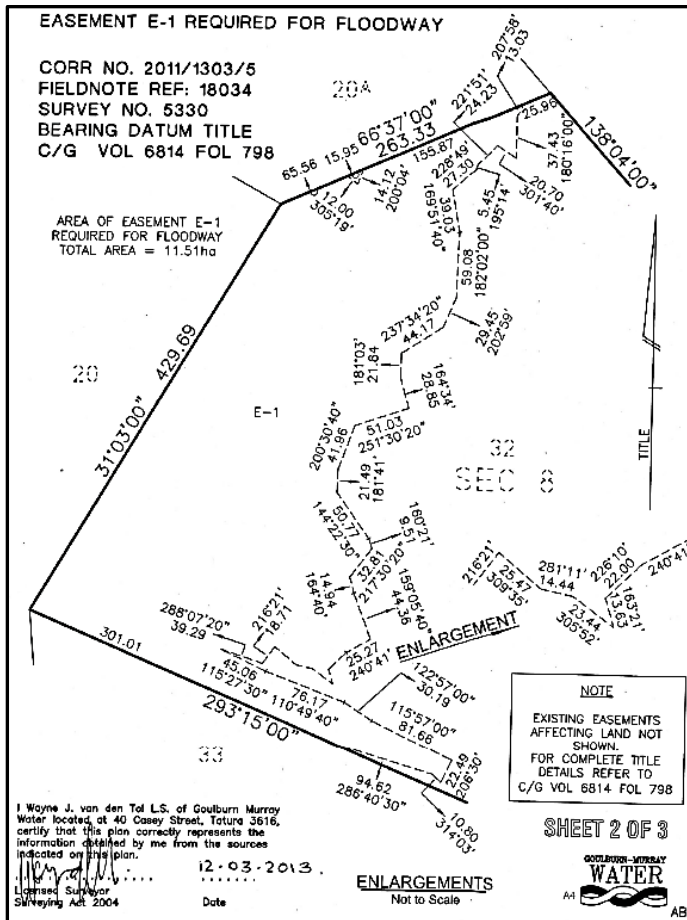 EASEMENT E-1 REQUIRED FOR FLOODWAY
CORR NO. 2011/1303/5
FIELDNOTE REF: 18034
SURVEY NO. 5330
BEARING DATUM TITLE
C/G VOL 6814 FOL 798
20A
207°58'
13.03
221°51'
24.23
25.96
138°04'00"
66°37'00"
263.33
65.56
15.95
155.87
12.00
305°19'
14.12
200°04'
228°49'
27.30
37.43
180°16'00"
20.70
301°40'
5.45
195°14'
39.03
169°51'40"
59.08
182°02'00"
AREA OF EASEMENT E-1
REQUIRED FOR FLOODWAY
TOTAL AREA = 11.51ha
429.69
31°03'00"
20
E-1
237°34'20"
44.17
29.45
202°59'
181°03'
21.84
164°34'
28.85
51.03
251°30'20"
200°30'40"
41.96
21.49
181°41'
32
SEC 8
TITLE
50.77
144°22'30"
160°21'
9.51
32.81
217°30'20"
14.94
164°40'
159°05'40"
44.36
216°21'
25.47
309°35'
281°11'
14.44
226°10'
22.00
240°41'
163°21'
13.63
23.44
305°52'
ENLARGEMENT
288°07'20"
39.29
216°21'
18.71
25.27
240°41'
301.01
45.06
115°27'30"
76.17
110°49'40"
293°15'00"
122°57'00"
30.19
115°57'00"
81.66
22.49
206°30'
33
94.62
286°40'30"
10.80
314°03'
NOTE
EXISTING EASEMENTS
AFFECTING LAND NOT
SHOWN.
FOR COMPLETE TITLE
DETAILS REFER TO
C/G VOL 6814 FOL 798
I Wayne J. van den Tol L.S. of Goulburn Murray
Water located at 40 Casey Street, Tatura 3616,
certify that this plan correctly represents the
information obtained by me from the sources
indicated on this plan.
12-03-2013.
Licensed Surveyor
Surveying Act 2004
Date
ENLARGEMENTS
Not to Scale
SHEET 2 OF 3
GOULBURN-MURRAY
WATER
A4
AB